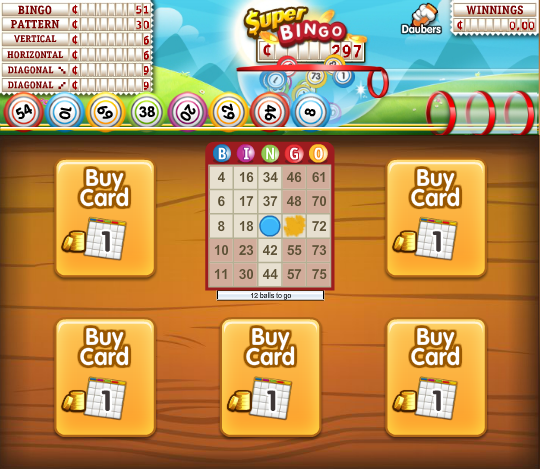 BINGO ¢ 51
PATTERN ¢ 30
VERTICAL ¢ 6
HORIZONTAL ¢ 6
DIAGONAL ¢ 9
DIAGONAL ¢ 9
Super
BINGO
¢ 297
Daubers
WINNINGS
¢ 0,00
73 1
54 10 69 38 20 46 8
Buy
Card
1
B I N G O
4 16 34 46 61
6 17 37 48 70
8 18 72
10 23 42 55 73
11 30 44 57 75
12 balls to go
Buy
Card
1
Buy
Card
1
Buy
Card
1
Buy
Card
1